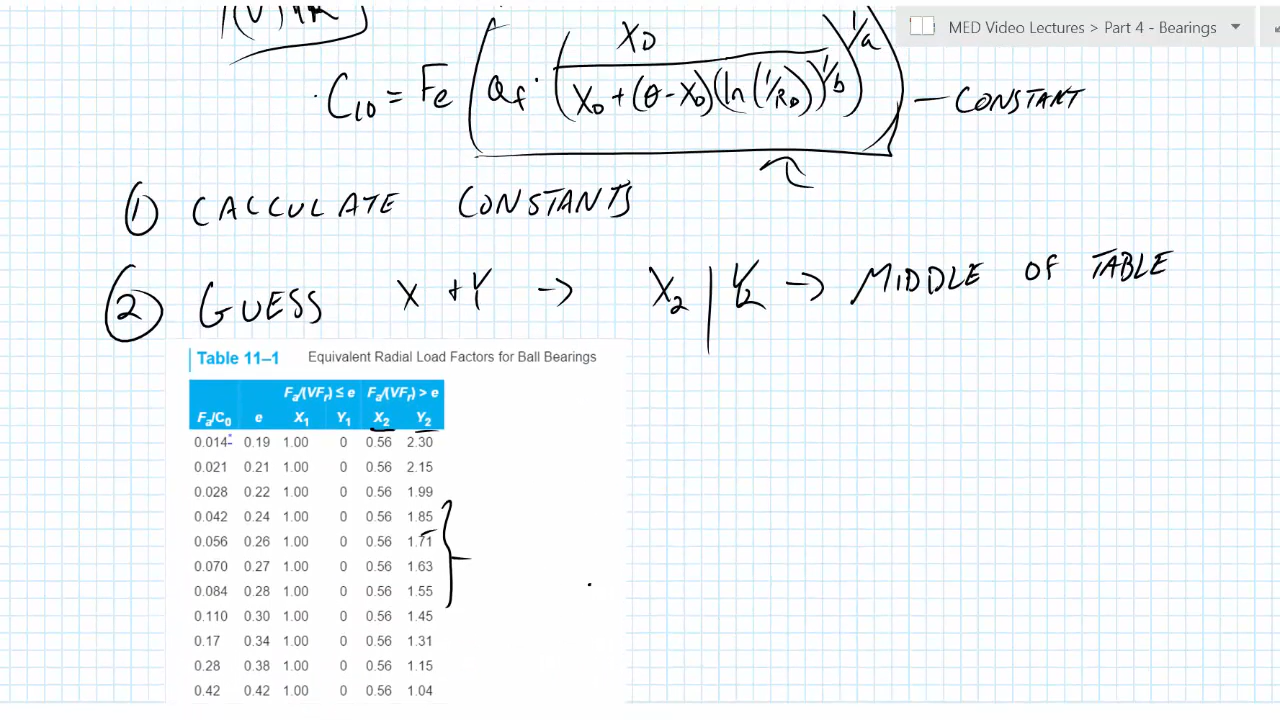 MED Video Lectures > Part 4 - Bearings
C10 = Fe (af · (XD / (XD + (θ - XD)(ln(1/RD))^1/b))^1/a) — CONSTANT
① CALCULATE CONSTANTS
② GUESS X + Y → X2 | Y2 → MIDDLE OF TABLE
Table 11–1 Equivalent Radial Load Factors for Ball Bearings
Fa/(VFr) ≤ e Fa/(VFr) > e
Fa/C0 e X1 Y1 X2 Y2
0.014* 0.19 1.00 0 0.56 2.30
0.021 0.21 1.00 0 0.56 2.15
0.028 0.22 1.00 0 0.56 1.99
0.042 0.24 1.00 0 0.56 1.85
0.056 0.26 1.00 0 0.56 1.71
0.070 0.27 1.00 0 0.56 1.63
0.084 0.28 1.00 0 0.56 1.55
0.110 0.30 1.00 0 0.56 1.45
0.17 0.34 1.00 0 0.56 1.31
0.28 0.38 1.00 0 0.56 1.15
0.42 0.42 1.00 0 0.56 1.04